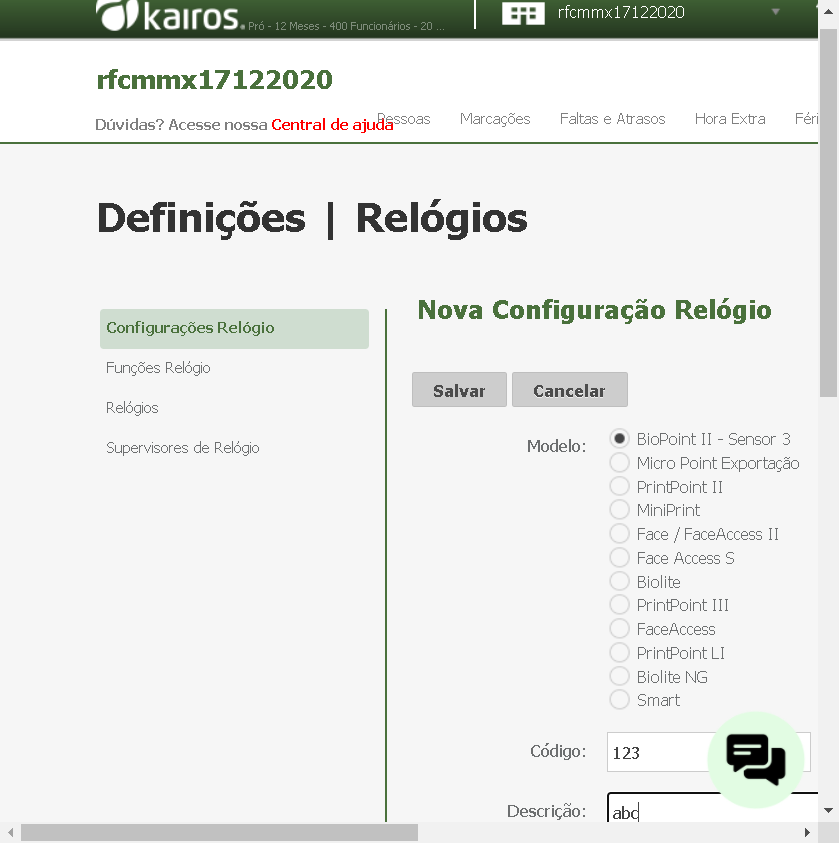 kairos. Pró - 12 Meses - 400 Funcionários - 20 ...
rfcmmx17122020
rfcmmx17122020
Dúvidas? Acesse nossa Central de ajuda
Pessoas Marcações Faltas e Atrasos Hora Extra Féri
Definições | Relógios
Configurações Relógio
Funções Relógio
Relógios
Supervisores de Relógio
Nova Configuração Relógio
Salvar Cancelar
Modelo:
BioPoint II - Sensor 3
Micro Point Exportação
PrintPoint II
MiniPrint
Face / FaceAccess II
Face Access S
Biolite
PrintPoint III
FaceAccess
PrintPoint LI
Biolite NG
Smart
Código: 123
Descrição: abc